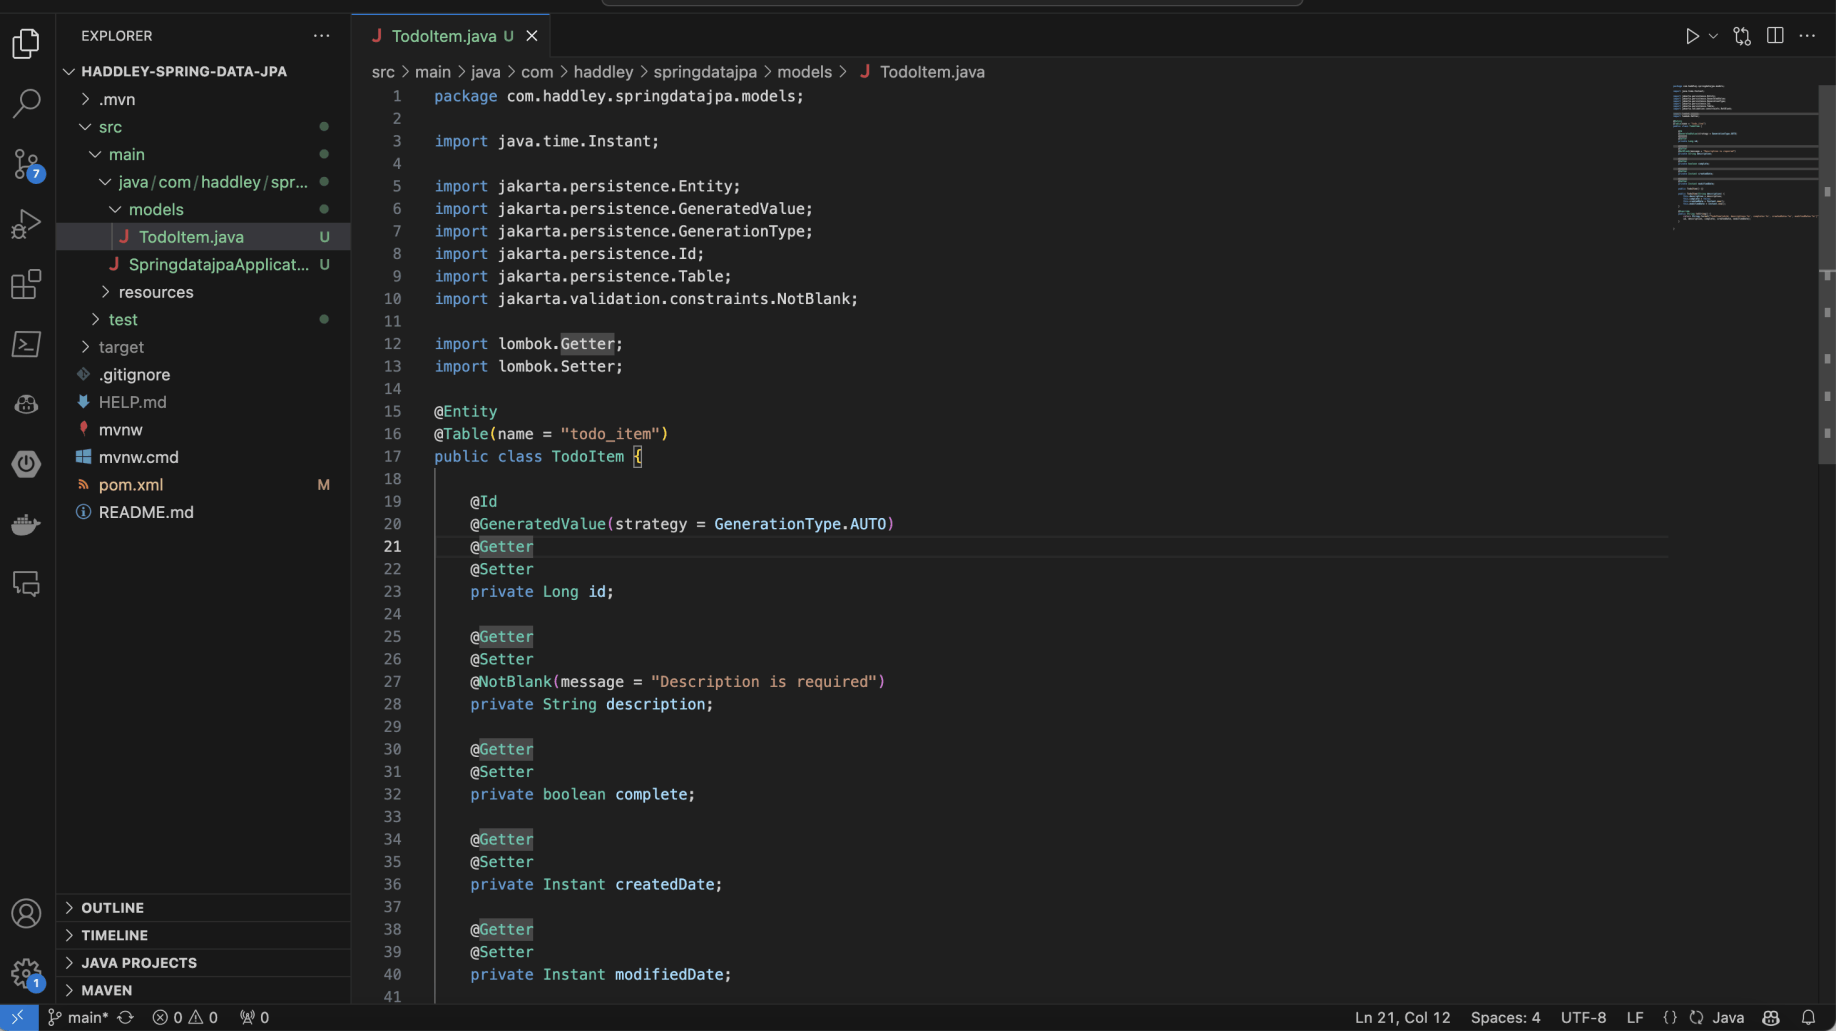 EXPLORER
HADDLEY-SPRING-DATA-JPA
.mvn
src
main
java/com/haddley/spr...
models
TodoItem.java U
SpringdatajpaApplicat... U
resources
test
target
.gitignore
HELP.md
mvnw
mvnw.cmd
pom.xml M
README.md
OUTLINE
TIMELINE
JAVA PROJECTS
MAVEN
7
1
TodoItem.java U
src > main > java > com > haddley > springdatajpa > models > TodoItem.java
1 package com.haddley.springdatajpa.models;
2
3 import java.time.Instant;
4
5 import jakarta.persistence.Entity;
6 import jakarta.persistence.GeneratedValue;
7 import jakarta.persistence.GenerationType;
8 import jakarta.persistence.Id;
9 import jakarta.persistence.Table;
10 import jakarta.validation.constraints.NotBlank;
11
12 import lombok.Getter;
13 import lombok.Setter;
14
15 @Entity
16 @Table(name = "todo_item")
17 public class TodoItem {
18
19 @Id
20 @GeneratedValue(strategy = GenerationType.AUTO)
21 @Getter
22 @Setter
23 private Long id;
24
25 @Getter
26 @Setter
27 @NotBlank(message = "Description is required")
28 private String description;
29
30 @Getter
31 @Setter
32 private boolean complete;
33
34 @Getter
35 @Setter
36 private Instant createdDate;
37
38 @Getter
39 @Setter
40 private Instant modifiedDate;
41
main* 0 0 0 Ln 21, Col 12 Spaces: 4 UTF-8 LF {} Java